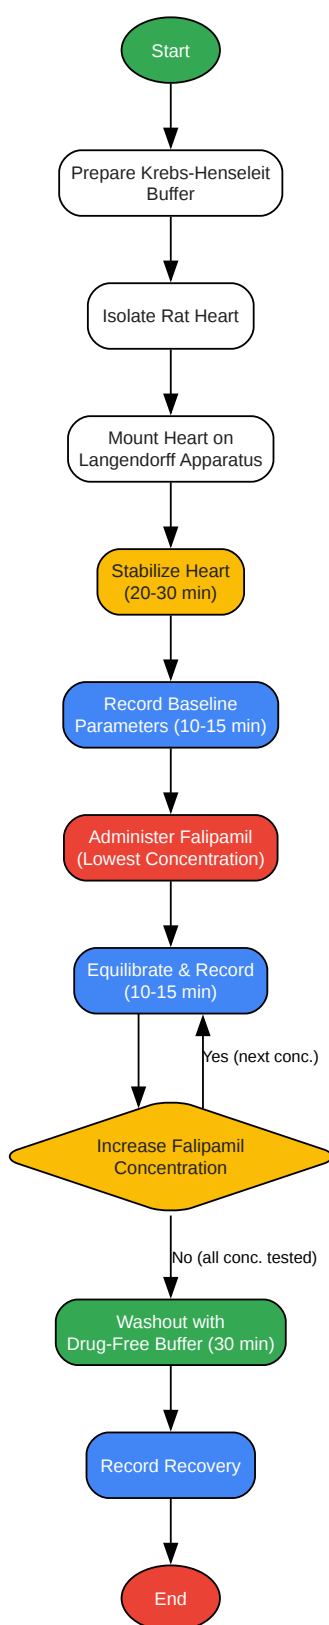 Start
Prepare Krebs-Henseleit
Buffer
Isolate Rat Heart
Mount Heart on
Langendorff Apparatus
Stabilize Heart
(20-30 min)
Record Baseline
Parameters (10-15 min)
Administer Falipamil
(Lowest Concentration)
Equilibrate & Record
(10-15 min)
Yes (next conc.)
Increase Falipamil
Concentration
No (all conc. tested)
Washout with
Drug-Free Buffer (30 min)
Record Recovery
End